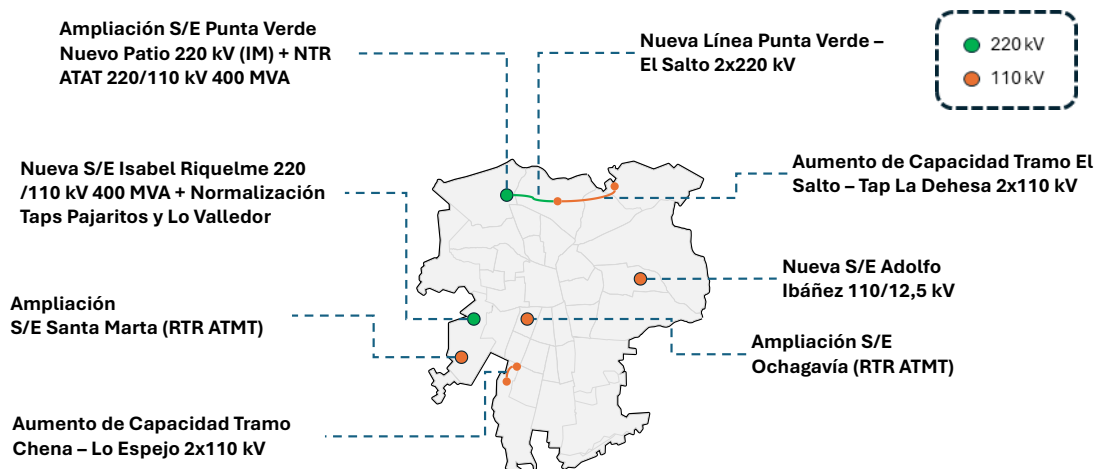 Ampliación S/E Punta Verde
Nuevo Patio 220 kV (IM) + NTR
ATAT 220/110 kV 400 MVA
Nueva Línea Punta Verde –
El Salto 2x220 kV
220 kV
110 kV
Nueva S/E Isabel Riquelme 220
/110 kV 400 MVA + Normalización
Taps Pajaritos y Lo Valledor
Aumento de Capacidad Tramo El
Salto – Tap La Dehesa 2x110 kV
Nueva S/E Adolfo
Ibáñez 110/12,5 kV
Ampliación
S/E Santa Marta (RTR ATMT)
Ampliación S/E
Ochagavía (RTR ATMT)
Aumento de Capacidad Tramo
Chena – Lo Espejo 2x110 kV